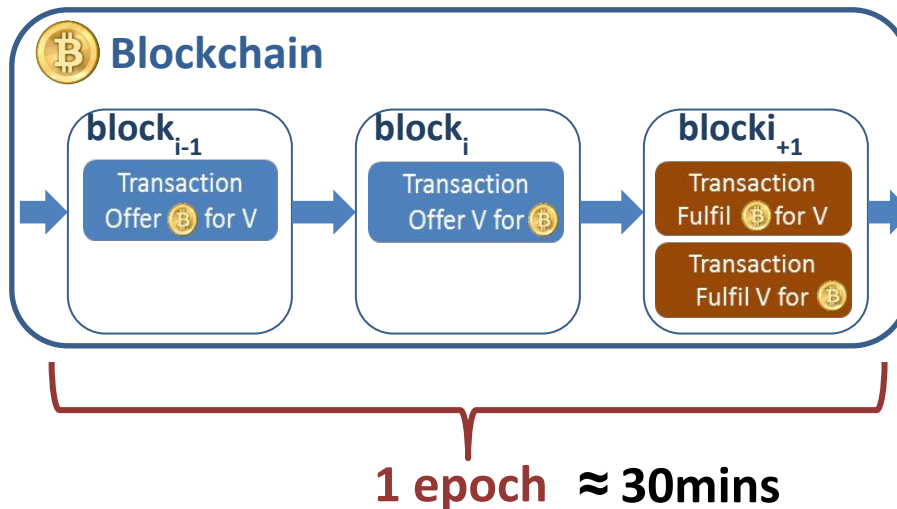 Blockchain
block i-1
Transaction
Offer ₿ for V
block i
Transaction
Offer V for ₿
blocki +1
Transaction
Fulfil ₿ for V
Transaction
Fulfil V for ₿
1 epoch ≈ 30mins